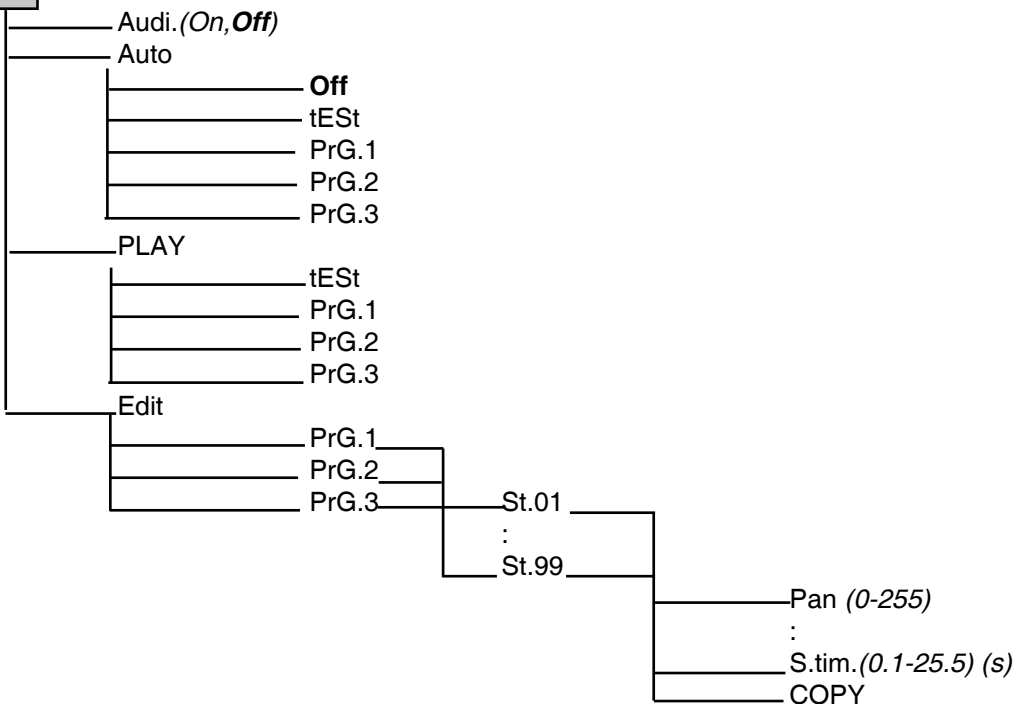 Audi.(On,Off)
Auto
Off
tESt
PrG.1
PrG.2
PrG.3
PLAY
tESt
PrG.1
PrG.2
PrG.3
Edit
PrG.1
PrG.2
PrG.3
St.01
:
St.99
Pan (0-255)
:
S.tim.(0.1-25.5) (s)
COPY